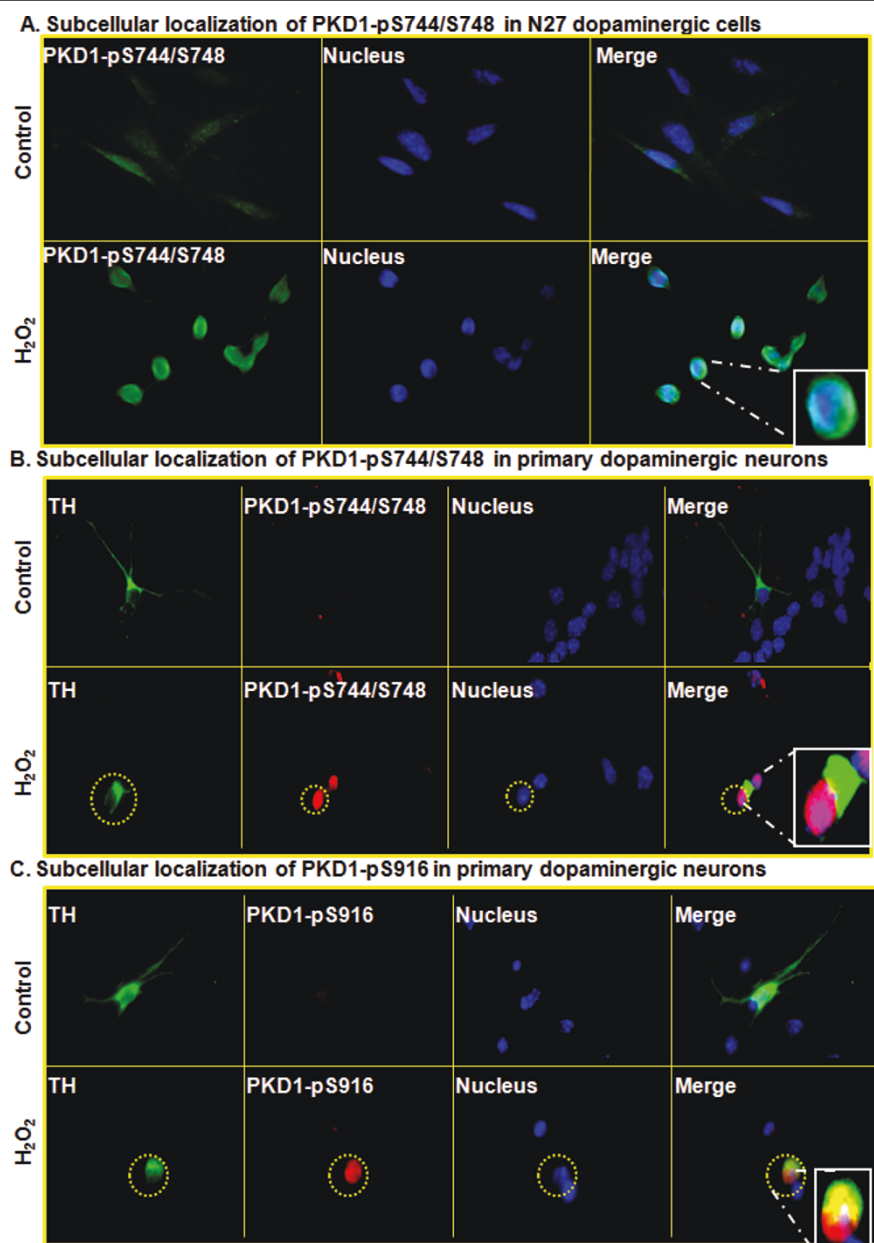 A. Subcellular localization of PKD1-pS744/S748 in N27 dopaminergic cells
PKD1-pS744/S748 Nucleus Merge
Control
PKD1-pS744/S748 Nucleus Merge
H₂O₂
B. Subcellular localization of PKD1-pS744/S748 in primary dopaminergic neurons
TH PKD1-pS744/S748 Nucleus Merge
Control
TH PKD1-pS744/S748 Nucleus Merge
H₂O₂
C. Subcellular localization of PKD1-pS916 in primary dopaminergic neurons
TH PKD1-pS916 Nucleus Merge
Control
TH PKD1-pS916 Nucleus Merge
H₂O₂